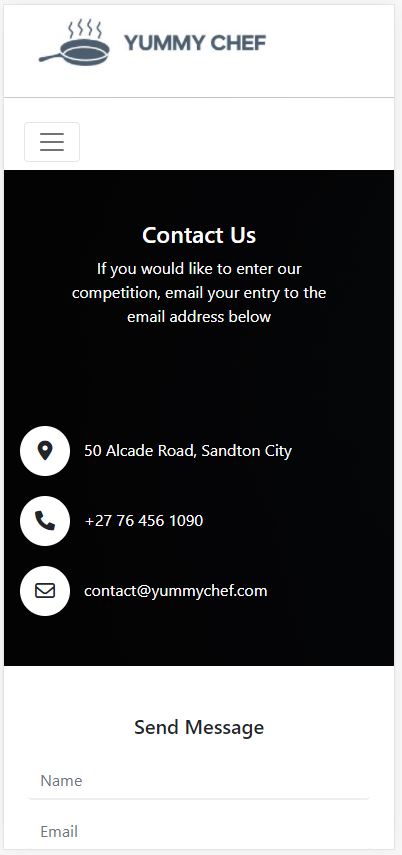 YUMMY CHEF
Contact Us
If you would like to enter our
competition, email your entry to the
email address below
50 Alcade Road, Sandton City
+27 76 456 1090
contact@yummychef.com
Send Message
Name
Email